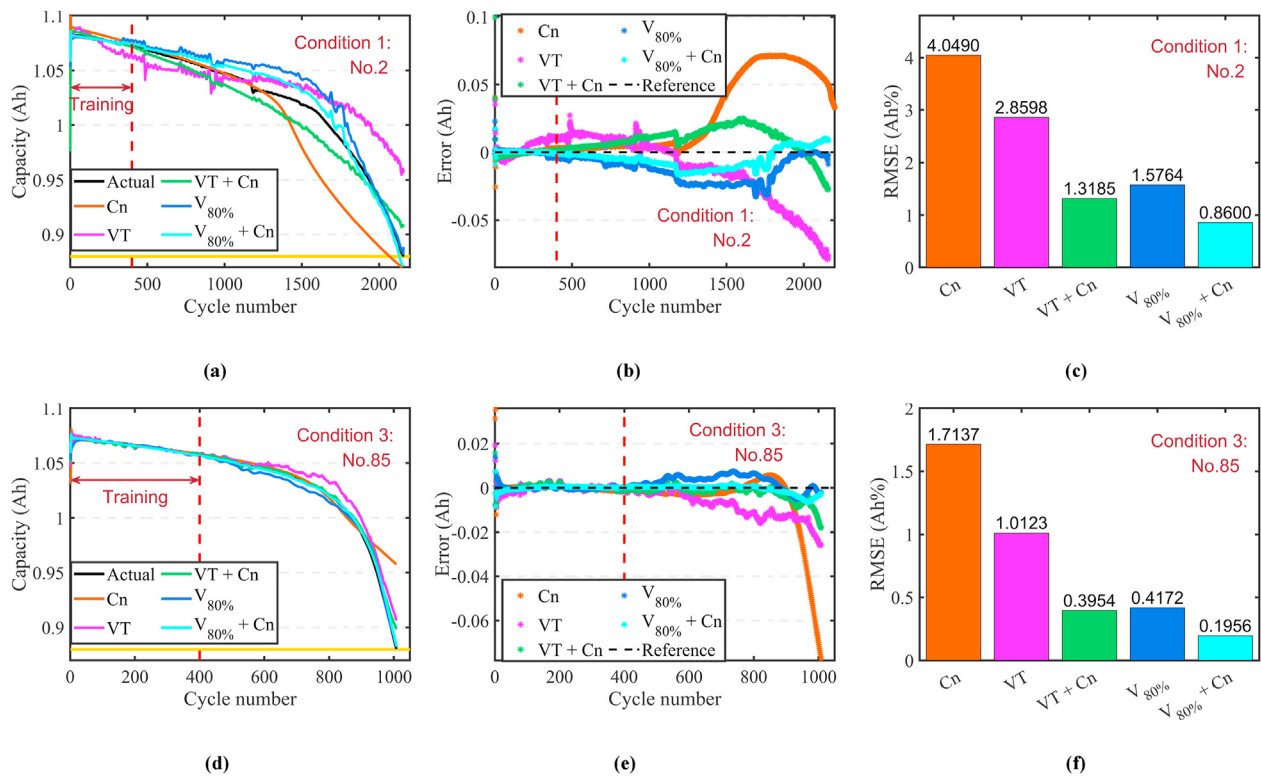 1.1
1.05
1
0.95
0.9
Capacity (Ah)
0
500
1000
1500
2000
Cycle number
Condition 1:
No.2
Training
Actual
Cn
VT
VT + Cn
V80%
V80% + Cn
(a)
0.1
0.05
0
-0.05
Error (Ah)
0
500
1000
1500
2000
Cycle number
Cn
VT
VT + Cn
V80%
V80% + Cn
Reference
Condition 1:
No.2
(b)
4
3
2
1
0
RMSE (Ah%)
4.0490
2.8598
1.3185
1.5764
0.8600
Cn
VT
VT + Cn
V80%
V80% + Cn
Condition 1:
No.2
(c)
1.1
1.05
1
0.95
0.9
Capacity (Ah)
0
200
400
600
800
1000
Cycle number
Condition 3:
No.85
Training
Actual
Cn
VT
VT + Cn
V80%
V80% + Cn
(d)
0.02
0
-0.02
-0.04
-0.06
Error (Ah)
0
200
400
600
800
1000
Cycle number
Condition 3:
No.85
Cn
VT
VT + Cn
V80%
V80% + Cn
Reference
(e)
2
1.5
1
0.5
0
RMSE (Ah%)
1.7137
1.0123
0.3954
0.4172
0.1956
Cn
VT
VT + Cn
V80%
V80% + Cn
Condition 3:
No.85
(f)